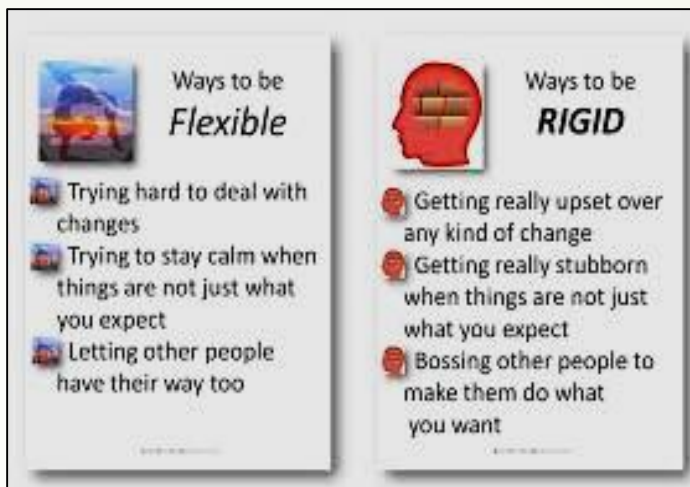 Ways to be
Flexible
Trying hard to deal with
changes
Trying to stay calm when
things are not just what
you expect
Letting other people
have their way too
Ways to be
RIGID
Getting really upset over
any kind of change
Getting really stubborn
when things are not just
what you expect
Bossing other people to
make them do what
you want